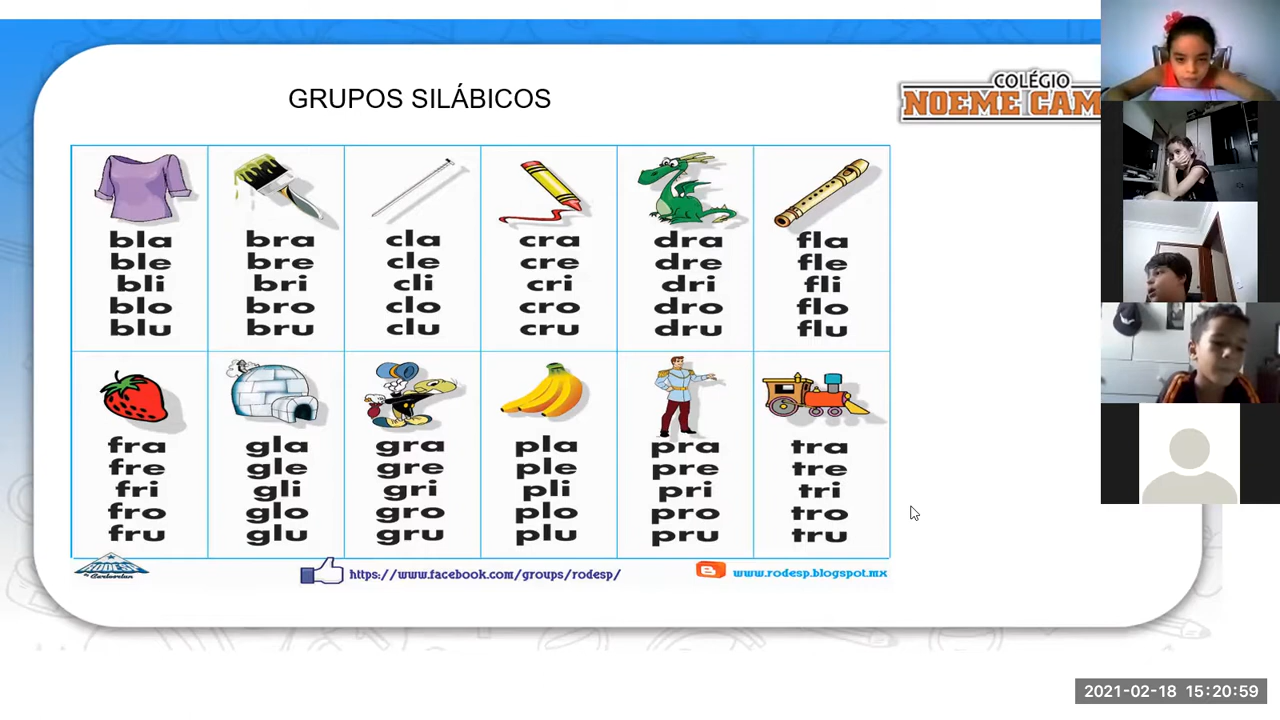 GRUPOS SILÁBICOS
COLÉGIO
NOEME CAM
bla
ble
bli
blo
blu
bra
bre
bri
bro
bru
cla
cle
cli
clo
clu
cra
cre
cri
cro
cru
dra
dre
dri
dro
dru
fla
fle
fli
flo
flu
fra
fre
fri
fro
fru
gla
gle
gli
glo
glu
gra
gre
gri
gro
gru
pla
ple
pli
plo
plu
pra
pre
pri
pro
pru
tra
tre
tri
tro
tru
RODESP
https://www.facebook.com/groups/rodesp/
www.rodesp.blogspot.mx
2021-02-18 15:20:59